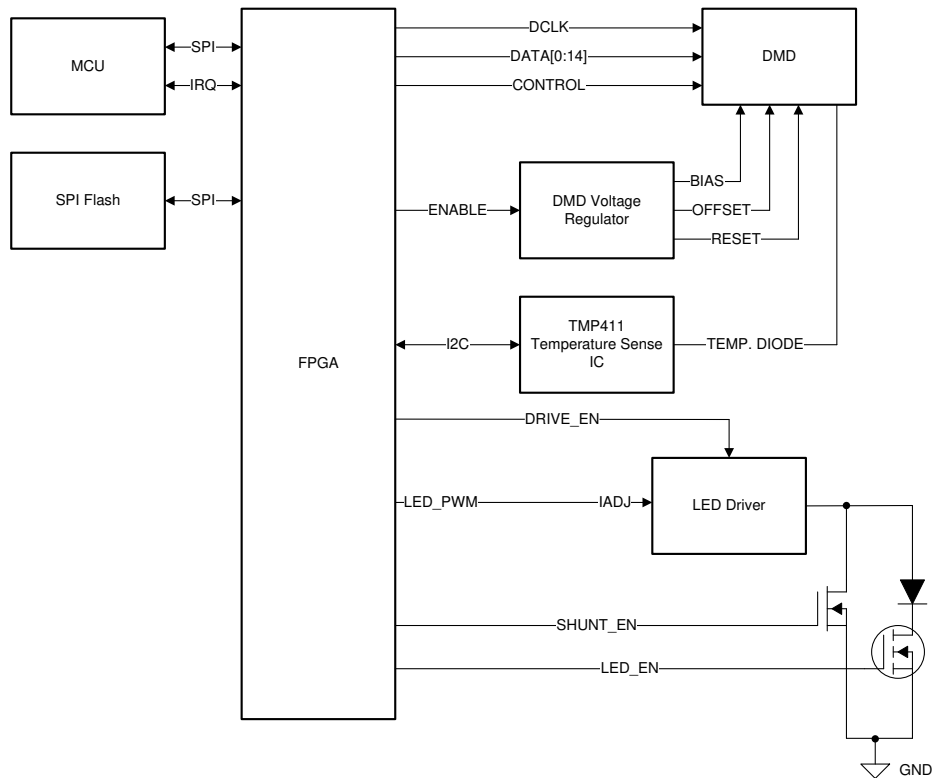 MCU
SPI
IRQ
SPI Flash
SPI
FPGA
DCLK
DATA[0:14]
CONTROL
DMD
BIAS
OFFSET
RESET
ENABLE
DMD Voltage
Regulator
I2C
TMP411
Temperature Sense
IC
TEMP. DIODE
DRIVE_EN
LED_PWM
IADJ
LED Driver
SHUNT_EN
LED_EN
GND